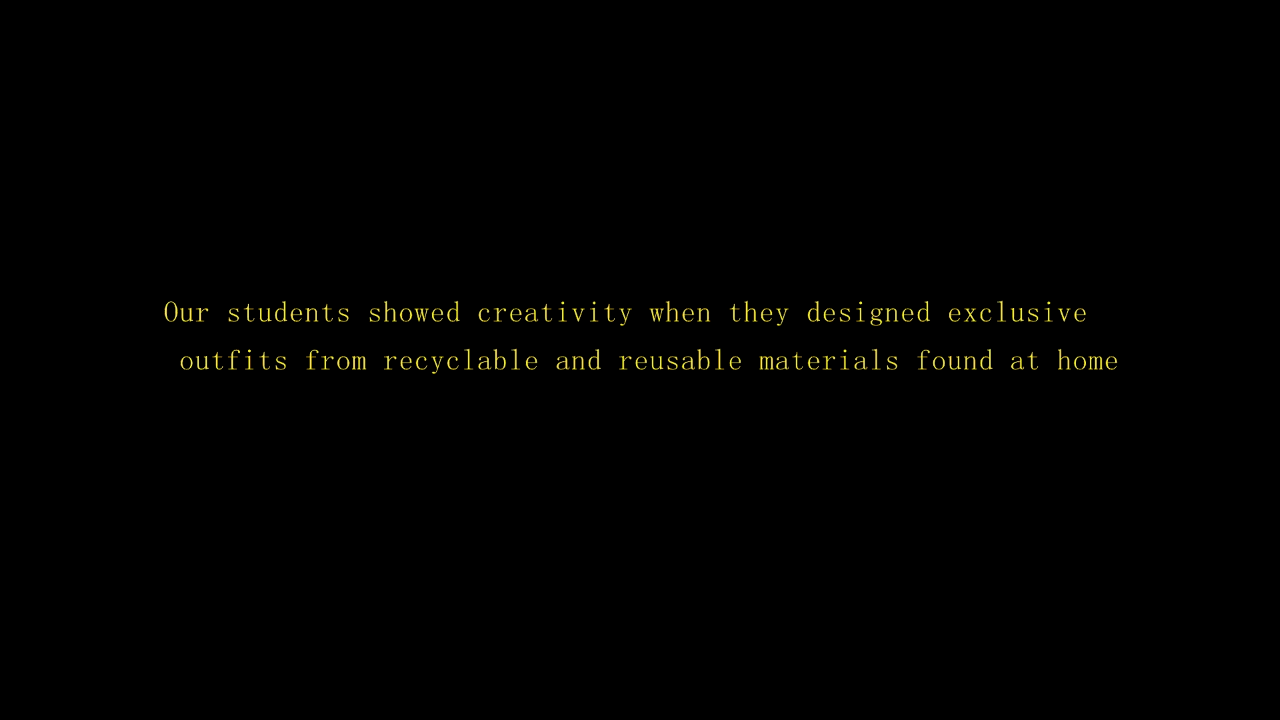 Our students showed creativity when they designed exclusive
outfits from recyclable and reusable materials found at home